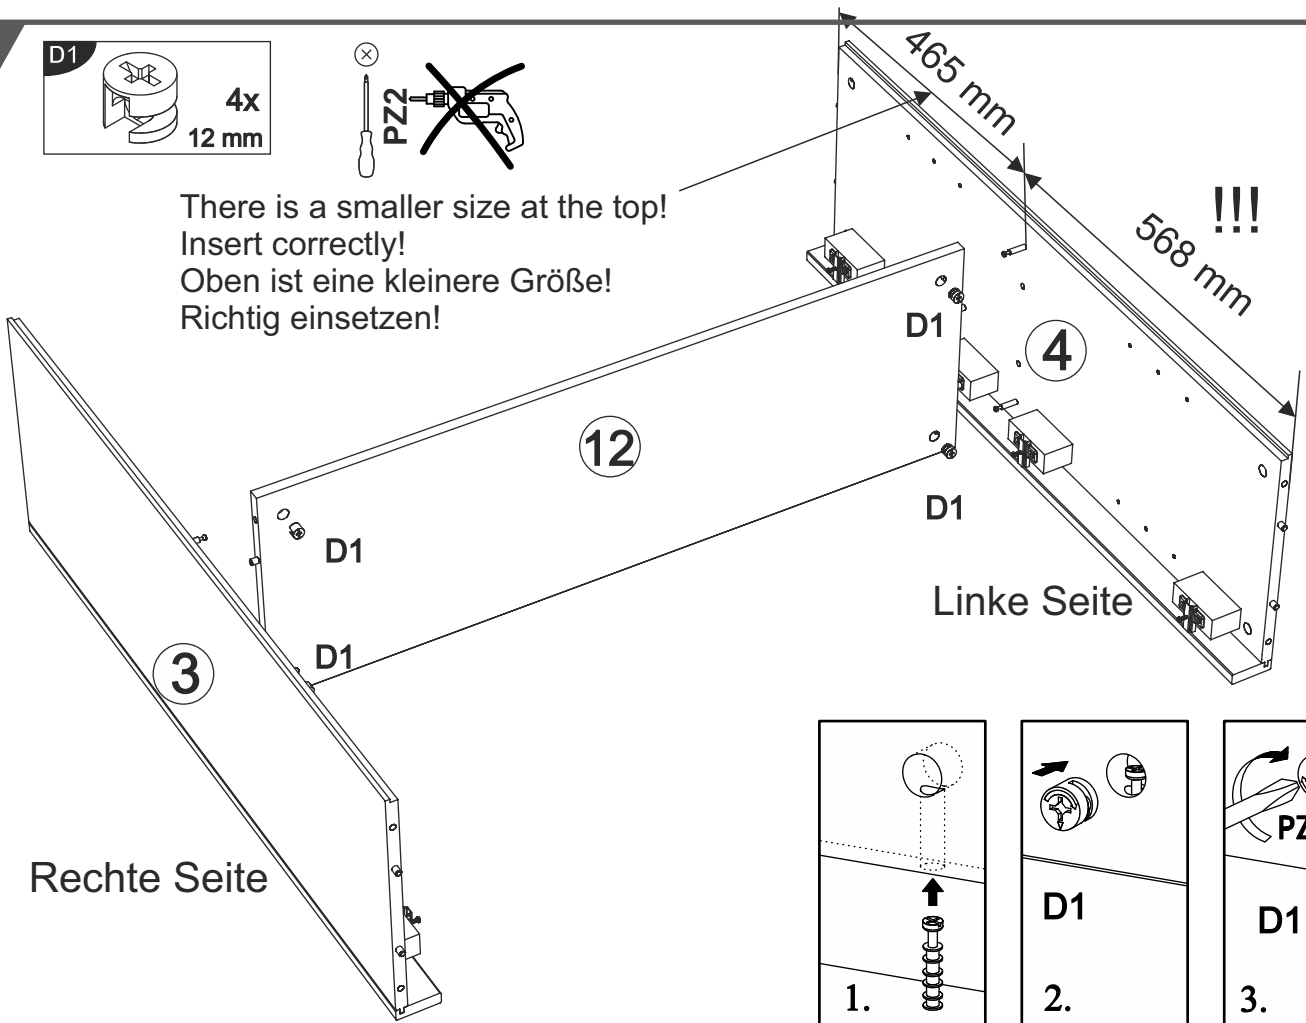 D1
4x
12 mm
PZ2
465 mm
568 mm
!!!
There is a smaller size at the top!
Insert correctly!
Oben ist eine kleinere Größe!
Richtig einsetzen!
D1
4
12
D1
D1
Linke Seite
D1
3
Rechte Seite
1.
D1
2.
PZ
D1
3.